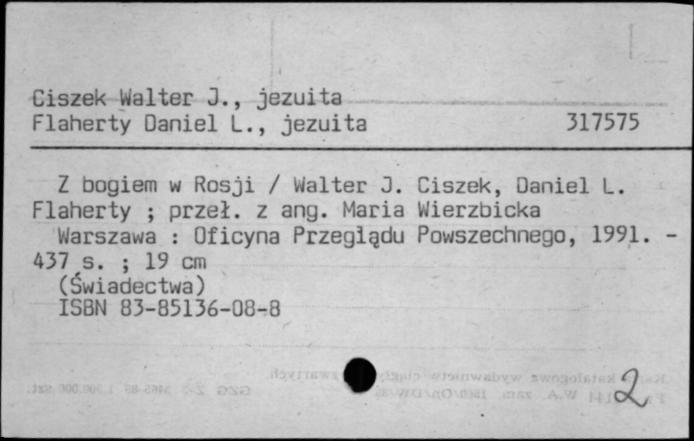 Ciszek Walter J., jezuita
Flaherty Daniel L., jezuita 317575
Z bogiem w Rosji / Walter J. Ciszek, Daniel L.
Flaherty ; przeł. z ang. Maria Wierzbicka
Warszawa : Oficyna Przeglądu Powszechnego, 1991. -
437 s. ; 19 cm
(Świadectwa)
ISBN 83-85136-08-8
2